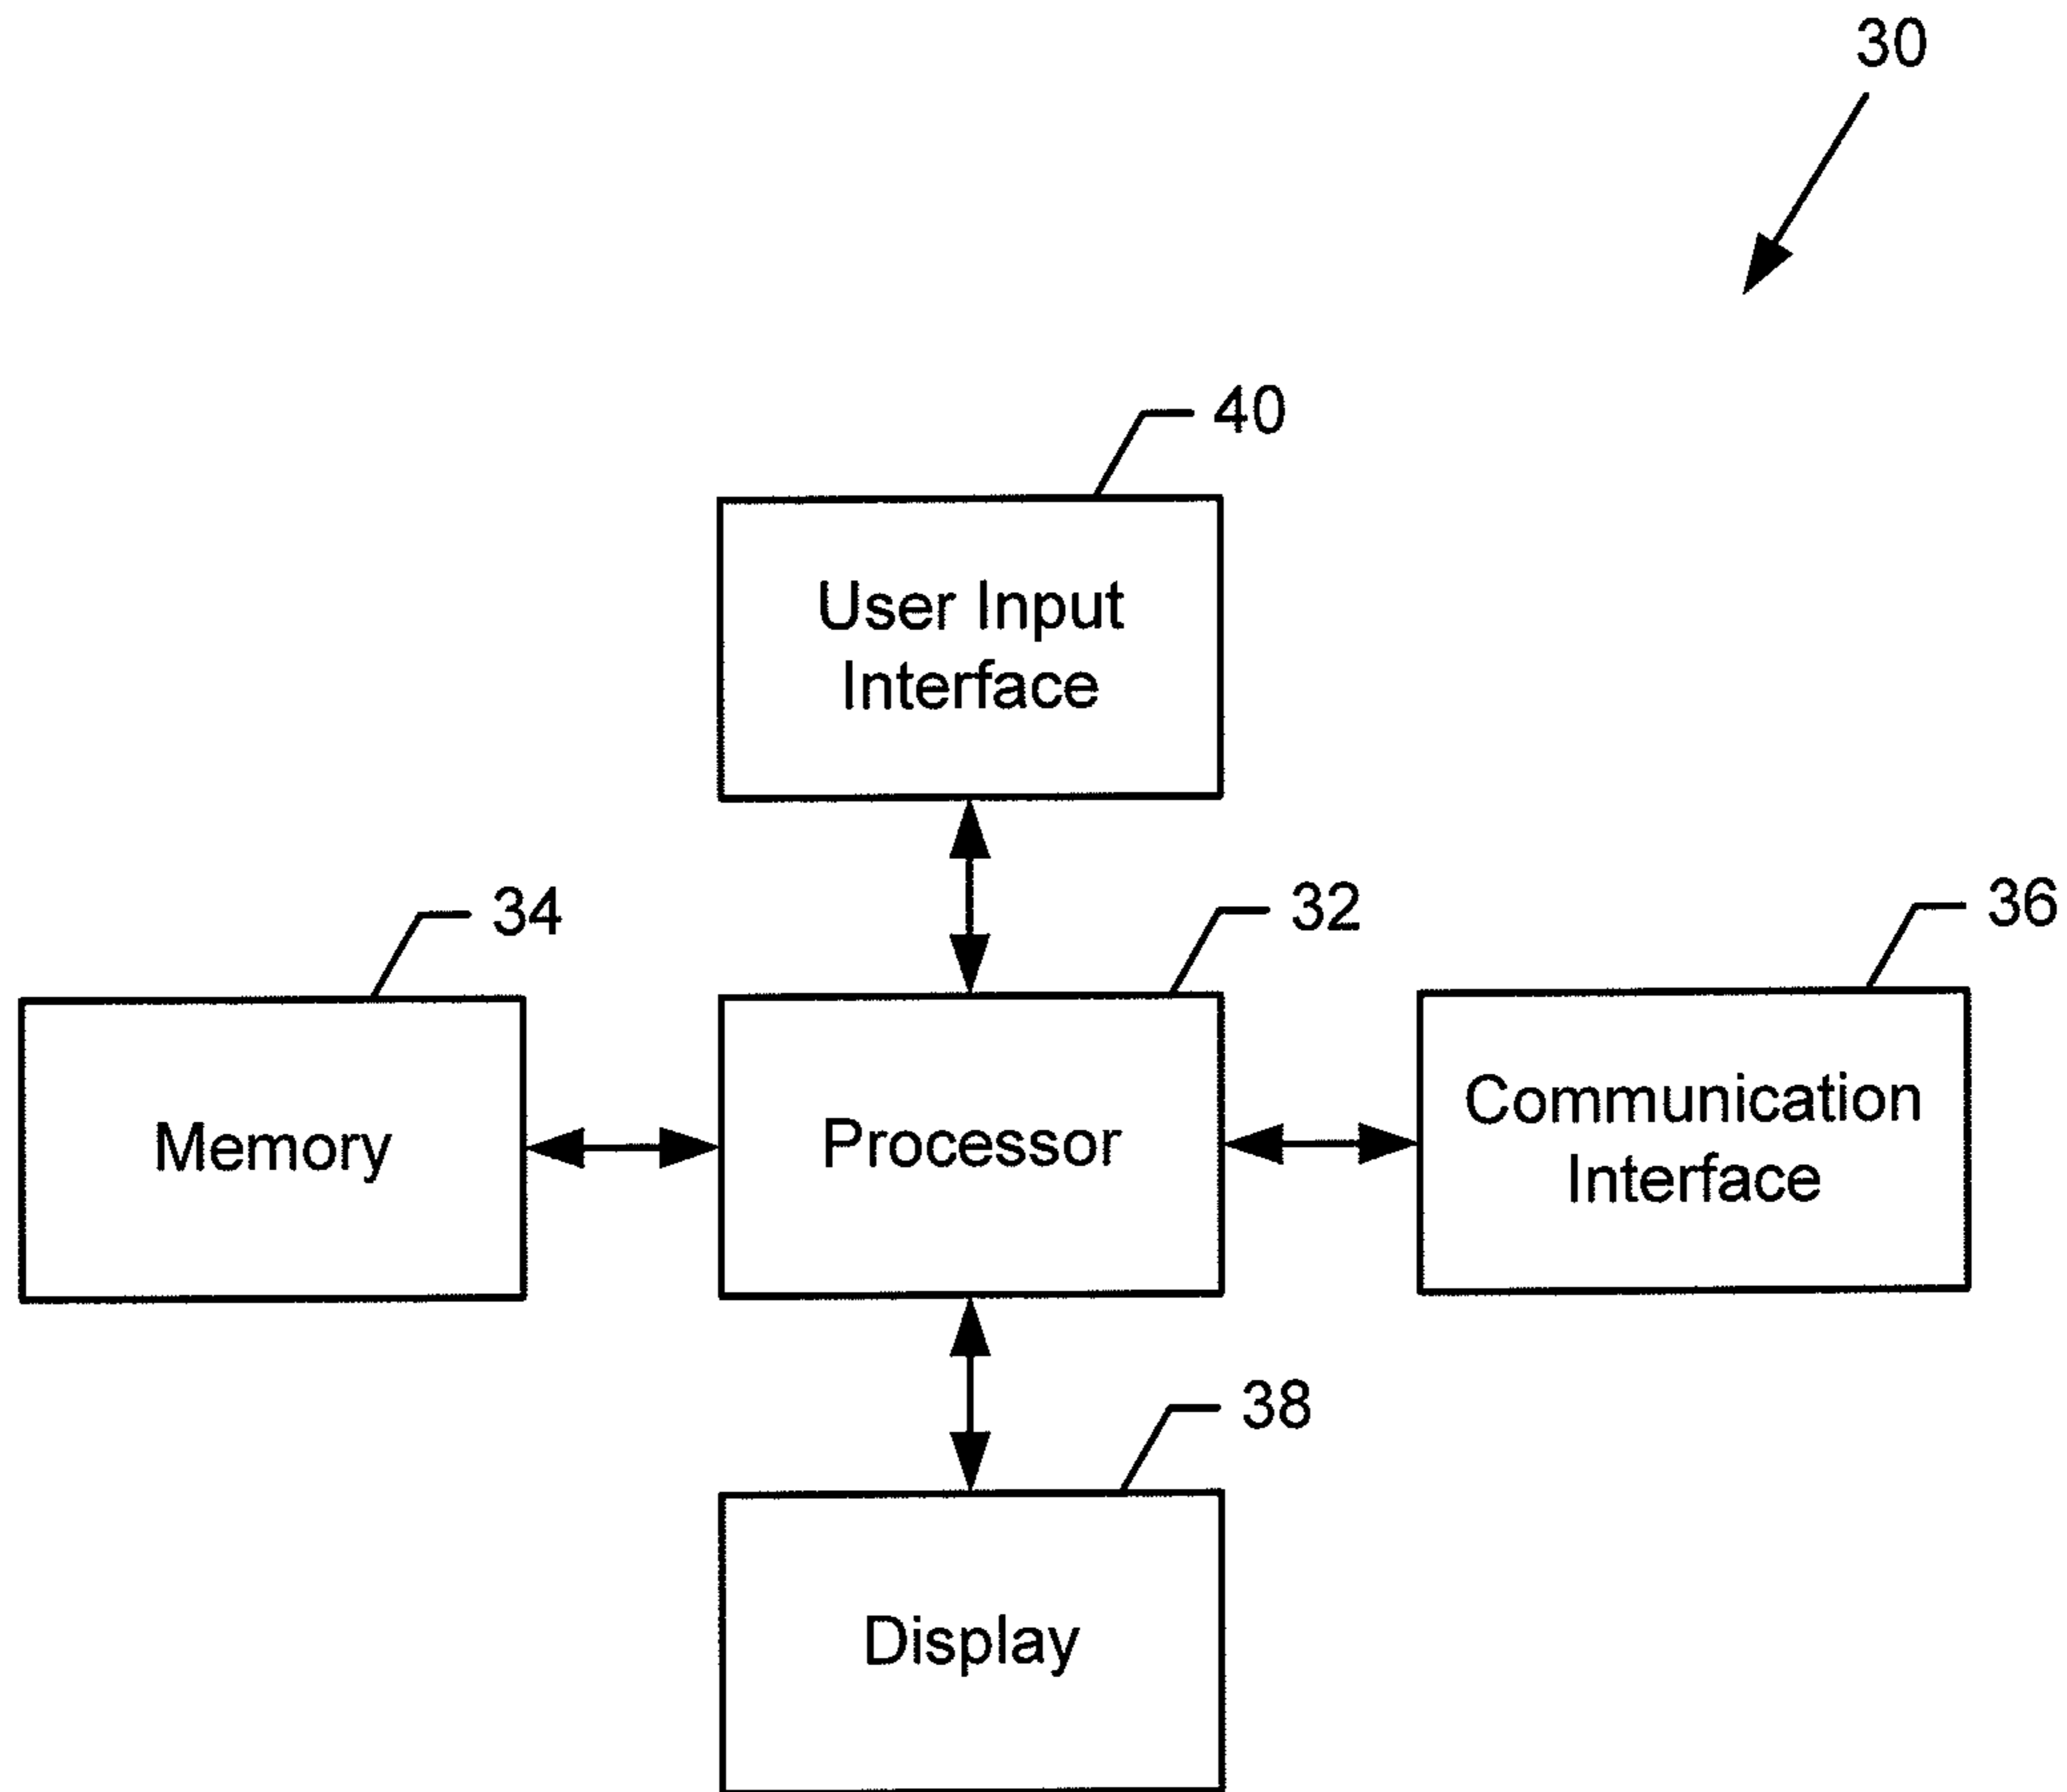 30
40
User Input
Interface
34
32
36
Memory
Processor
Communication
Interface
38
Display